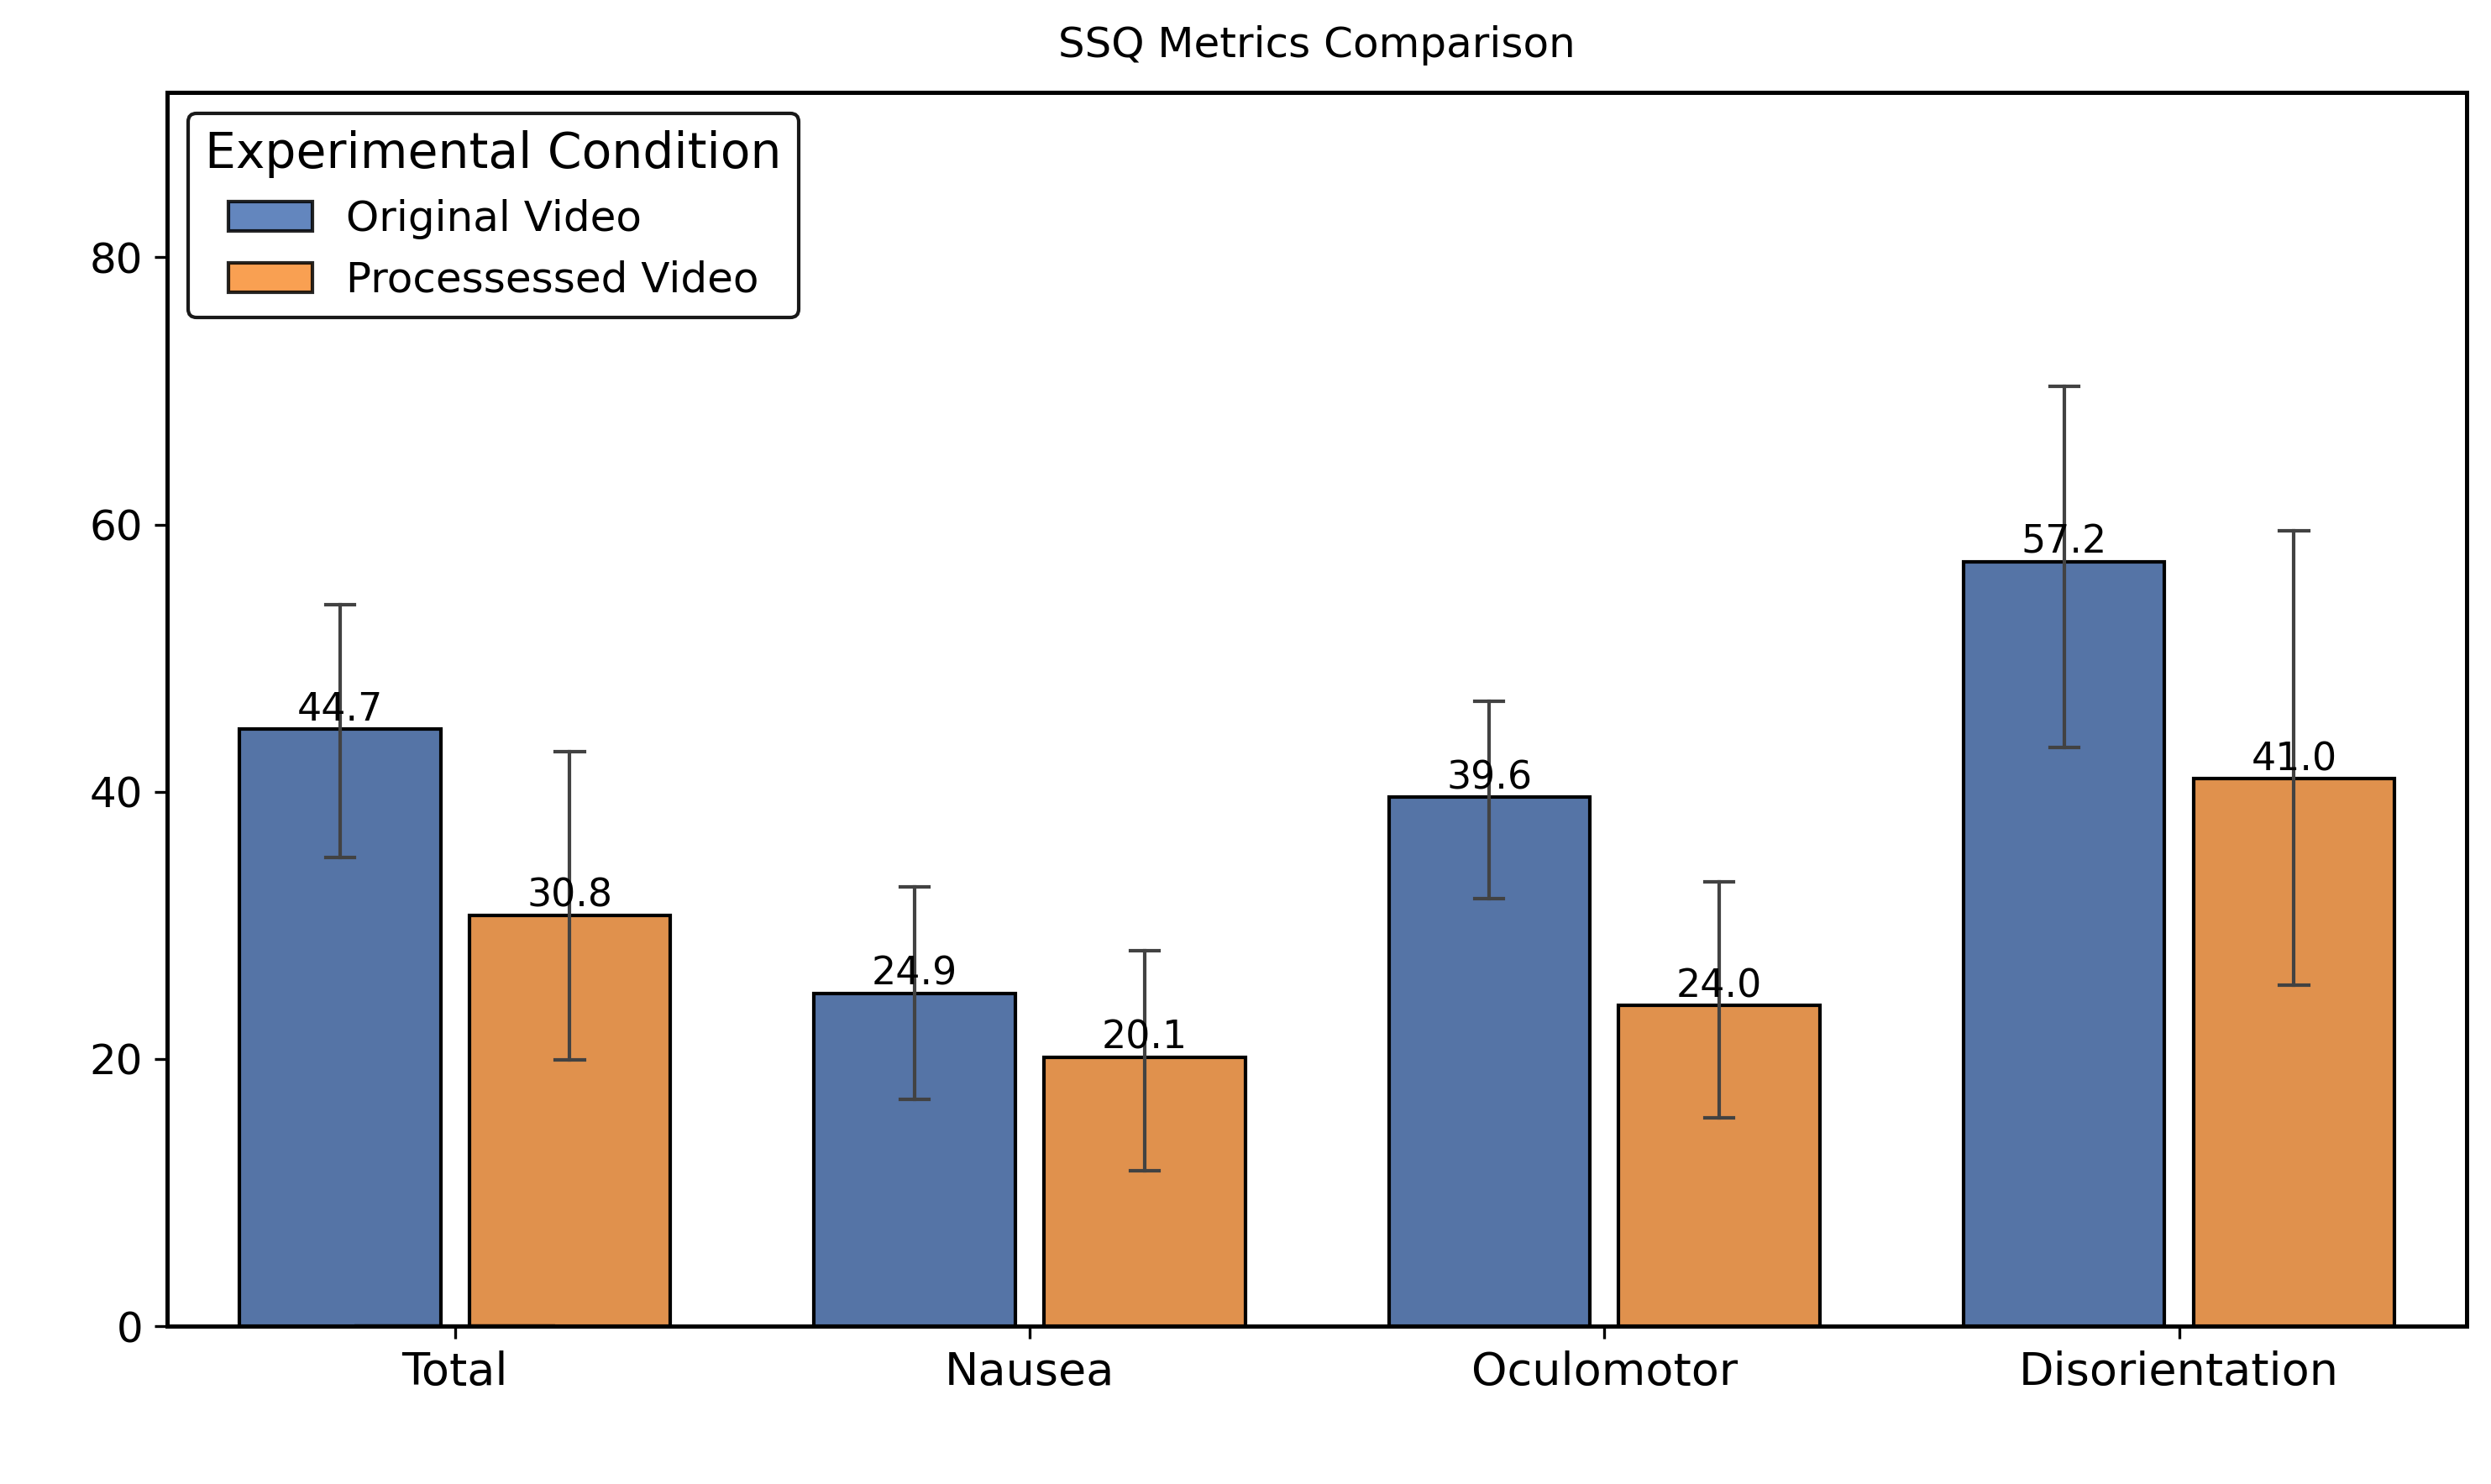 SSQ Metrics Comparison
Experimental Condition
Original Video
Processessed Video
80
60
40
20
0
44.7
30.8
24.9
20.1
39.6
24.0
57.2
41.0
Total
Nausea
Oculomotor
Disorientation